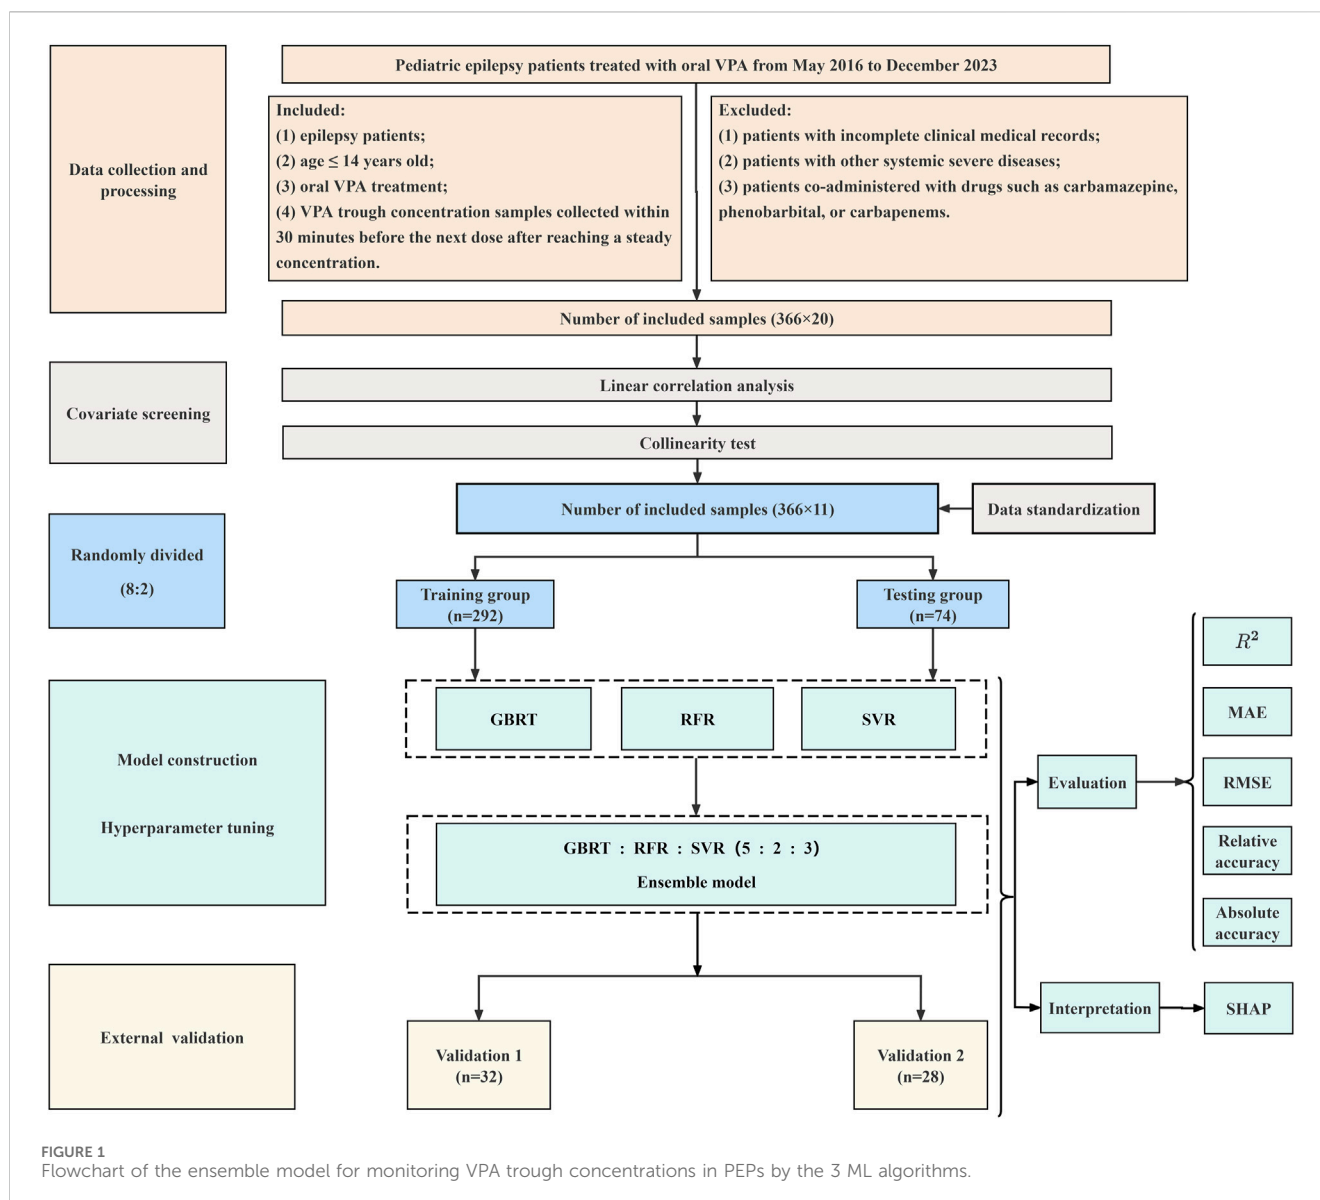 Data collection and
processing
Pediatric epilepsy patients treated with oral VPA from May 2016 to December 2023
Included:
(1) epilepsy patients;
(2) age ≤ 14 years old;
(3) oral VPA treatment;
(4) VPA trough concentration samples collected within
30 minutes before the next dose after reaching a steady
concentration.
Excluded:
(1) patients with incomplete clinical medical records;
(2) patients with other systemic severe diseases;
(3) patients co-administered with drugs such as carbamazepine,
phenobarbital, or carbapenems.
Number of included samples (366×20)
Covariate screening
Linear correlation analysis
Collinearity test
Number of included samples (366×11)
Data standardization
Randomly divided
(8:2)
Training group
(n=292)
Testing group
(n=74)
Model construction
Hyperparameter tuning
GBRT
RFR
SVR
GBRT : RFR : SVR (5 : 2 : 3)
Ensemble model
Evaluation
R²
MAE
RMSE
Relative
accuracy
Absolute
accuracy
Interpretation
SHAP
External validation
Validation 1
(n=32)
Validation 2
(n=28)
FIGURE 1
Flowchart of the ensemble model for monitoring VPA trough concentrations in PEPs by the 3 ML algorithms.